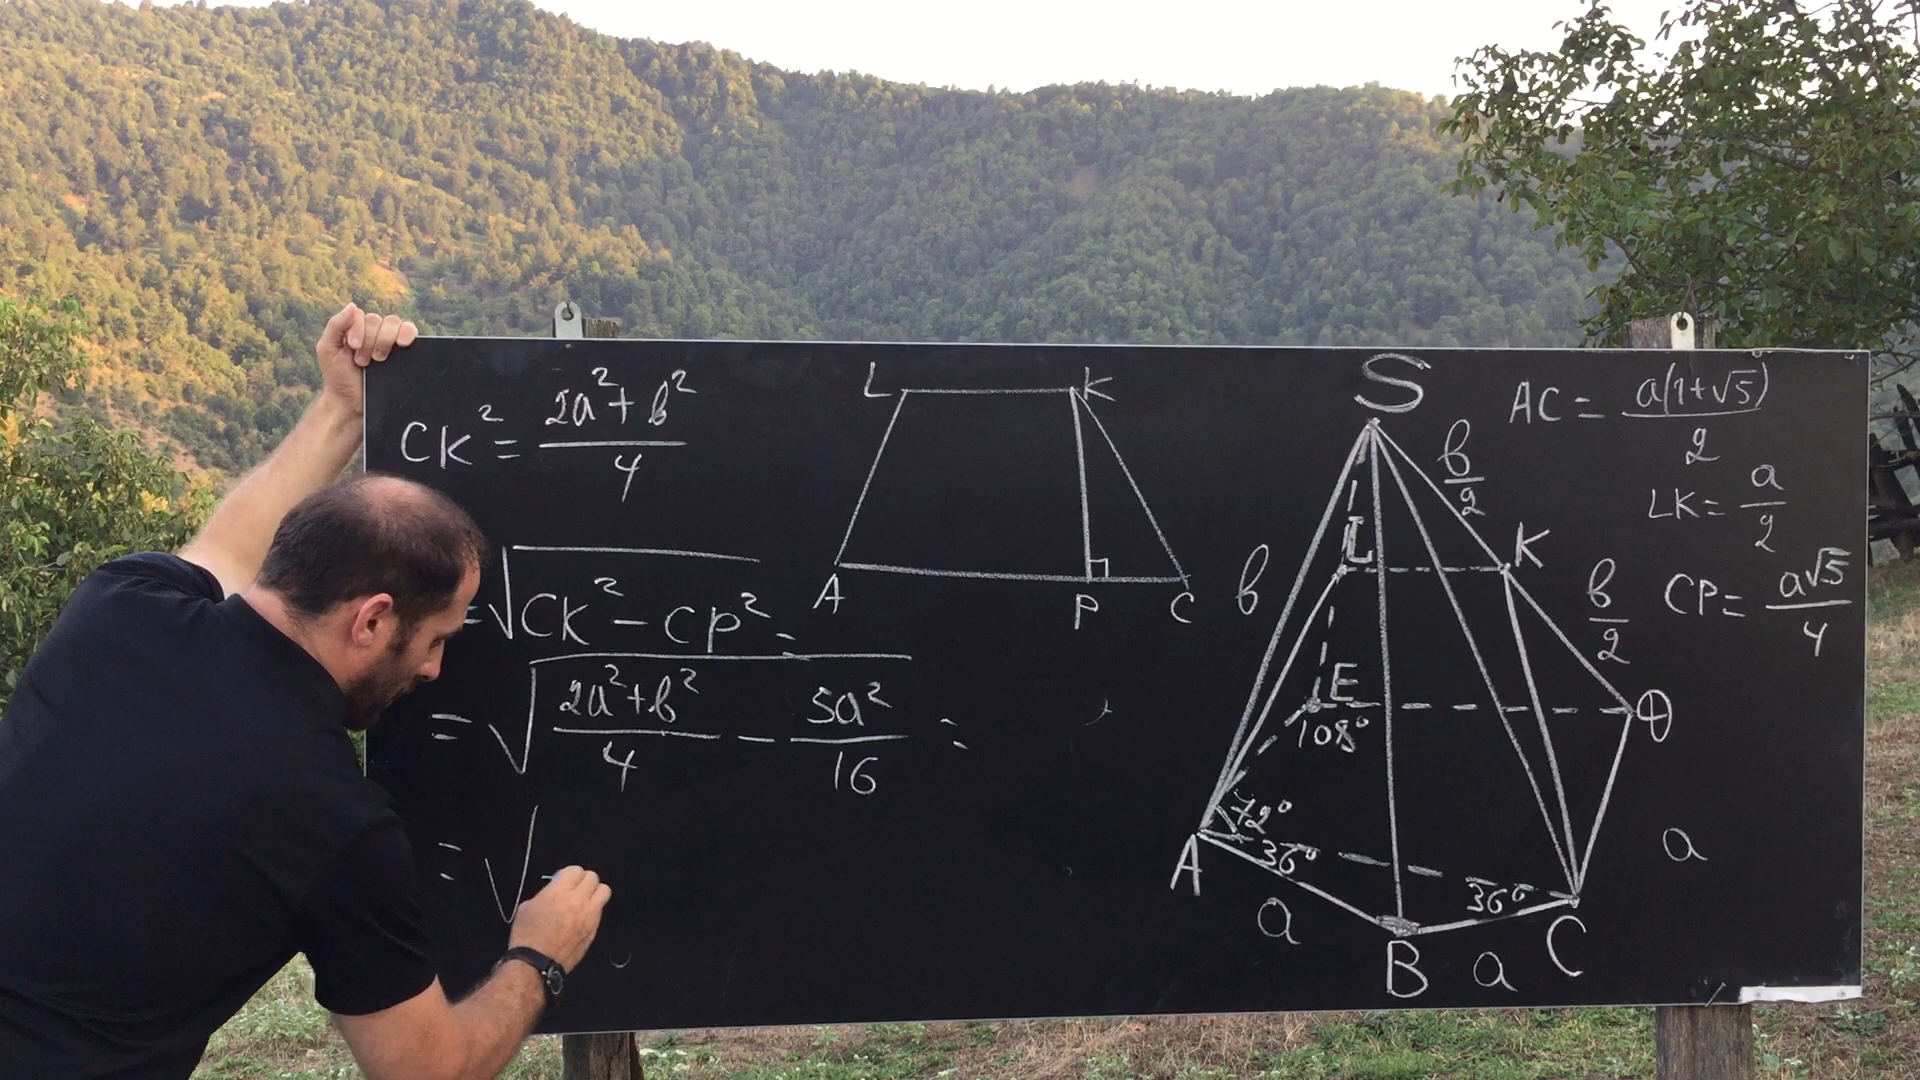 CK² = (2a² + b²)/4
= √(CK² - CP²) =
= √((2a² + b²)/4 - 5a²/16) =
= √
L K
A P C
S
b/2
K
L
b
b/2
E
D
108°
72°
36°
36°
A
a
B
a
C
a
AC = a(1+√5)/2
LK = a/2
CP = a√5/4